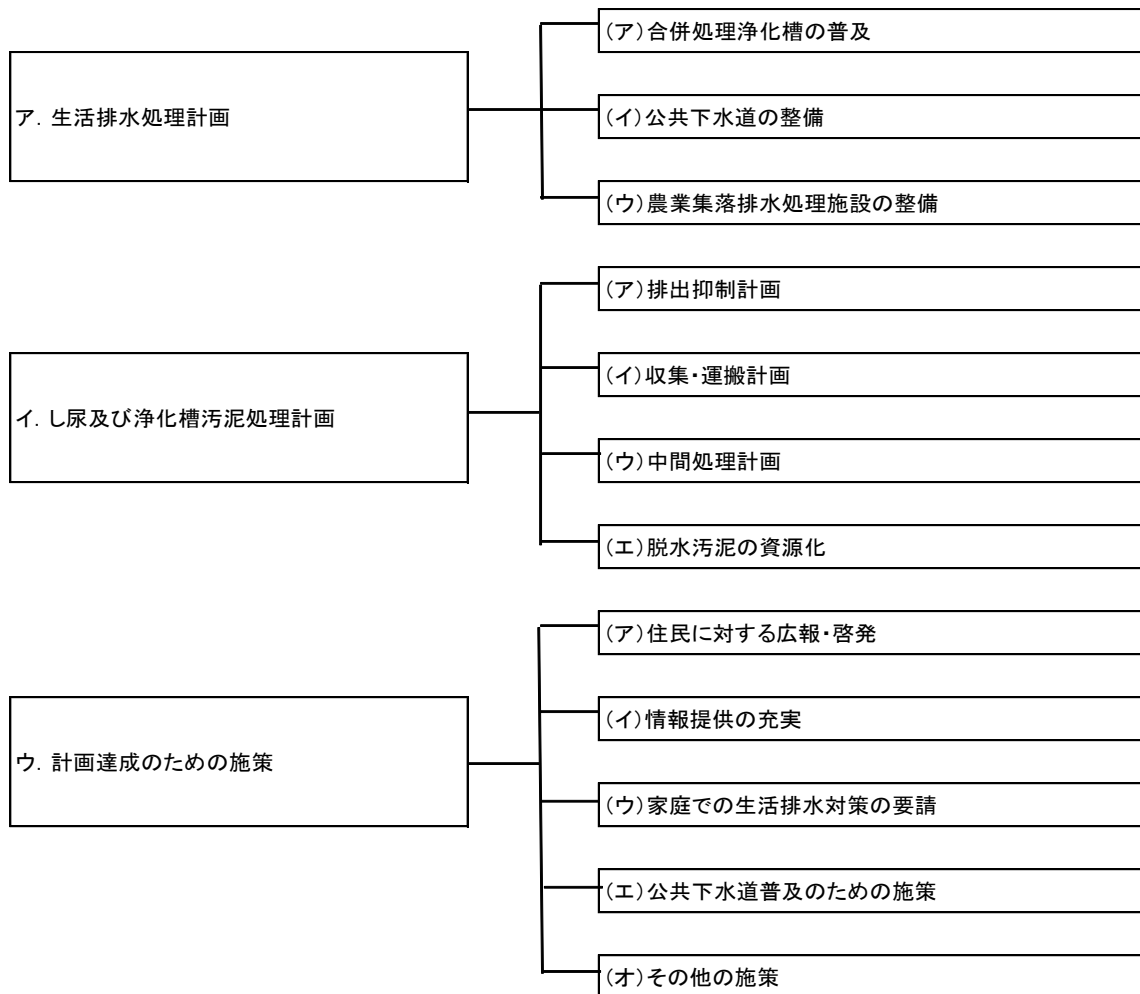 ア．生活排水処理計画
(ア)合併処理浄化槽の普及
(イ)公共下水道の整備
(ウ)農業集落排水処理施設の整備
イ．し尿及び浄化槽汚泥処理計画
(ア)排出抑制計画
(イ)収集・運搬計画
(ウ)中間処理計画
(エ)脱水汚泥の資源化
ウ．計画達成のための施策
(ア)住民に対する広報・啓発
(イ)情報提供の充実
(ウ)家庭での生活排水対策の要請
(エ)公共下水道普及のための施策
(オ)その他の施策